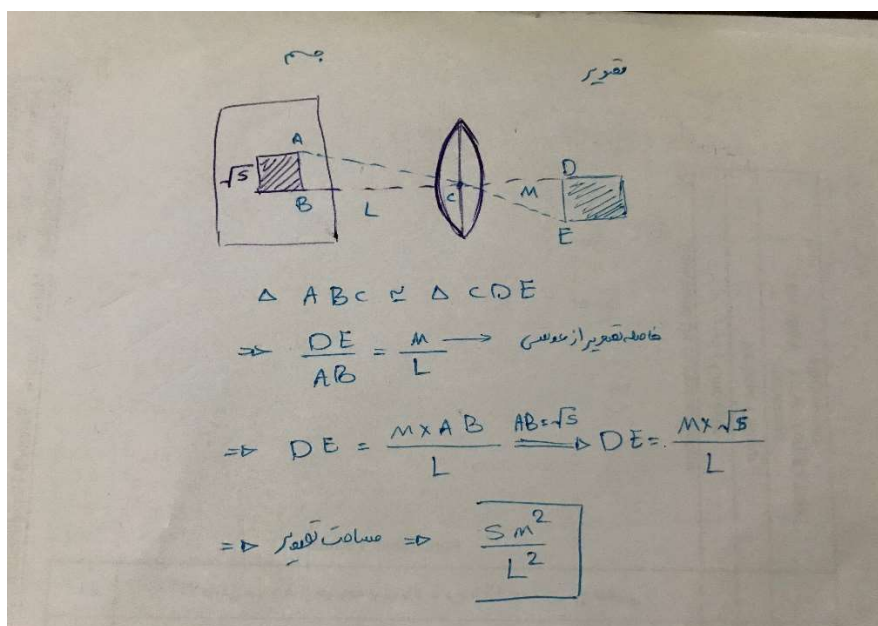 جسم
تصویر
A
√S
B
L
C
M
D
E
△ ABC ≃ △ CDE
⇒ DE/AB = M/L → فاصله تصویر از عدسی
⇒ DE = M×AB/L AB=√S ⇒ DE = M×√S/L
⇒ مساحت تصویر ⇒ SM²/L²